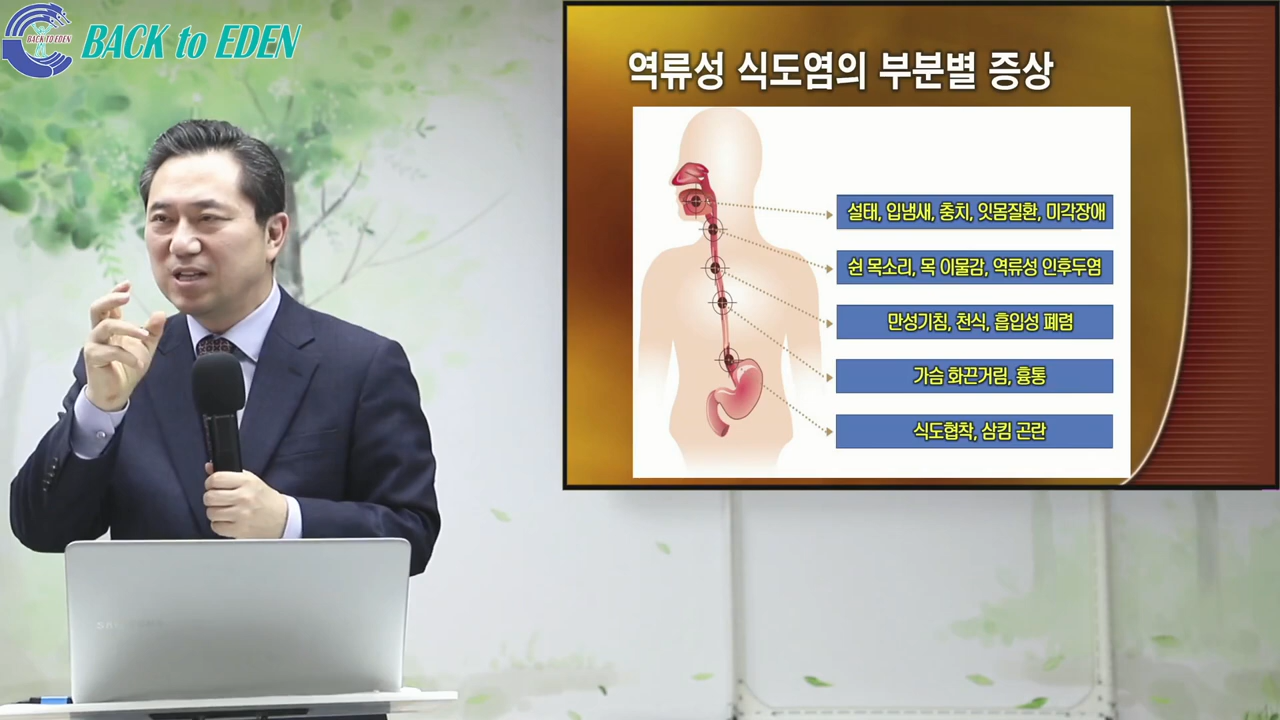 BACK TO EDEN
BACK to EDEN
역류성 식도염의 부분별 증상
설태, 입냄새, 충치, 잇몸질환, 미각장애
쉰 목소리, 목 이물감, 역류성 인후두염
만성기침, 천식, 흡입성 폐렴
가슴 화끈거림, 흉통
식도협착, 삼킴 곤란